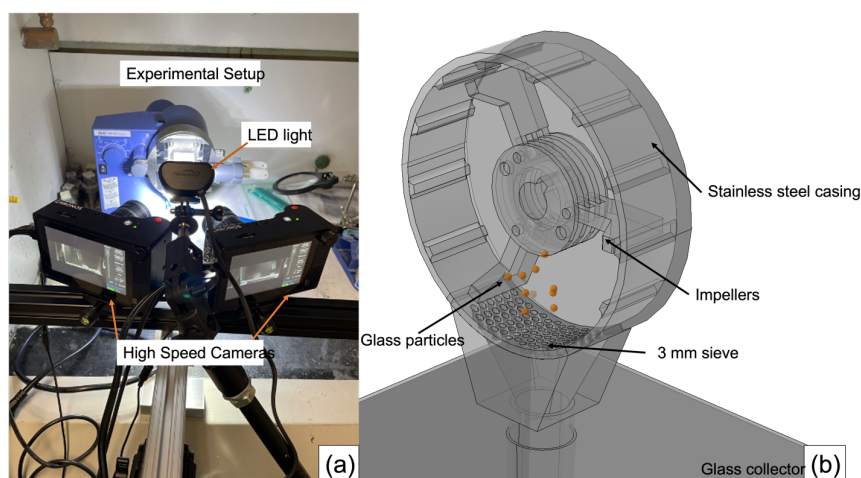 Experimental Setup
LED light
High Speed Cameras
(a)
Stainless steel casing
Impellers
Glass particles
3 mm sieve
Glass collector
(b)